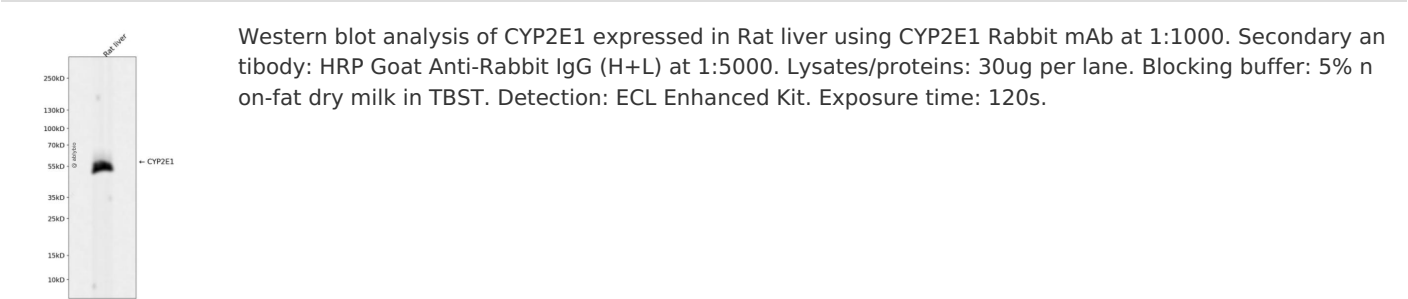 Rat liver
250kD
130kD
100kD
70kD
55kD
35kD
25kD
15kD
10kD
← CYP2E1
Western blot analysis of CYP2E1 expressed in Rat liver using CYP2E1 Rabbit mAb at 1:1000. Secondary an
tibody: HRP Goat Anti-Rabbit IgG (H+L) at 1:5000. Lysates/proteins: 30ug per lane. Blocking buffer: 5% n
on-fat dry milk in TBST. Detection: ECL Enhanced Kit. Exposure time: 120s.